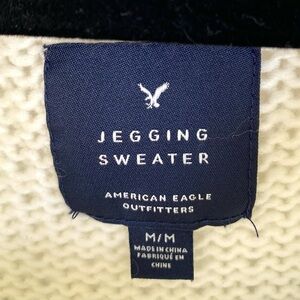 JEGGING
SWEATER
AMERICAN EAGLE
OUTFITTERS
M/M
MADE IN CHINA
FABRIQUÉ EN
CHINE